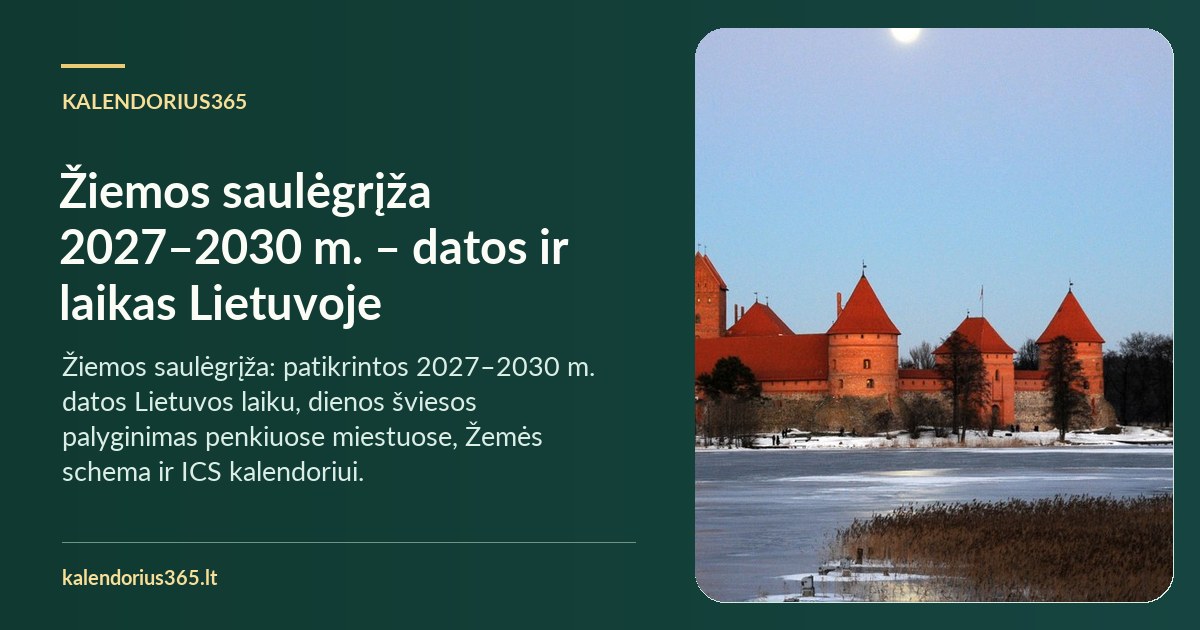 KALENDORIUS365
Žiemos saulėgrįža
2027–2030 m. – datos ir
laikas Lietuvoje
Žiemos saulėgrįža: patikrintos 2027–2030 m.
datos Lietuvos laiku, dienos šviesos
palyginimas penkiuose miestuose, Žemės
schema ir ICS kalendoriui.
kalendorius365.lt